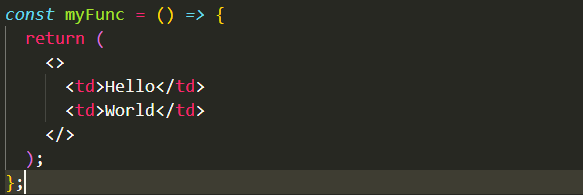 const myFunc = () => {
  return (
    <>
      <td>Hello</td>
      <td>World</td>
    </>
  );
};